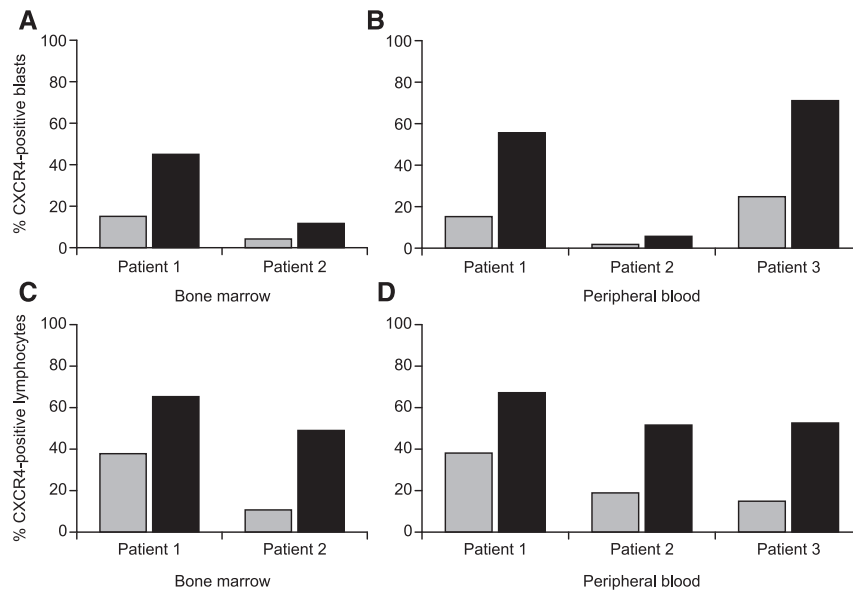 A
B
% CXCR4-positive blasts
100
80
60
40
20
0
Patient 1
Patient 2
Bone marrow
100
80
60
40
20
0
Patient 1
Patient 2
Patient 3
Peripheral blood
C
D
% CXCR4-positive lymphocytes
100
80
60
40
20
0
Patient 1
Patient 2
Bone marrow
100
80
60
40
20
0
Patient 1
Patient 2
Patient 3
Peripheral blood